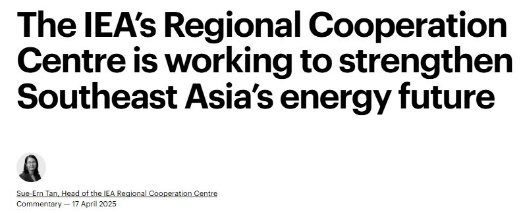 The IEA's Regional Cooperation
Centre is working to strengthen
Southeast Asia's energy future
Sue-Ern Tan, Head of the IEA Regional Cooperation Centre
Commentary — 17 April 2025